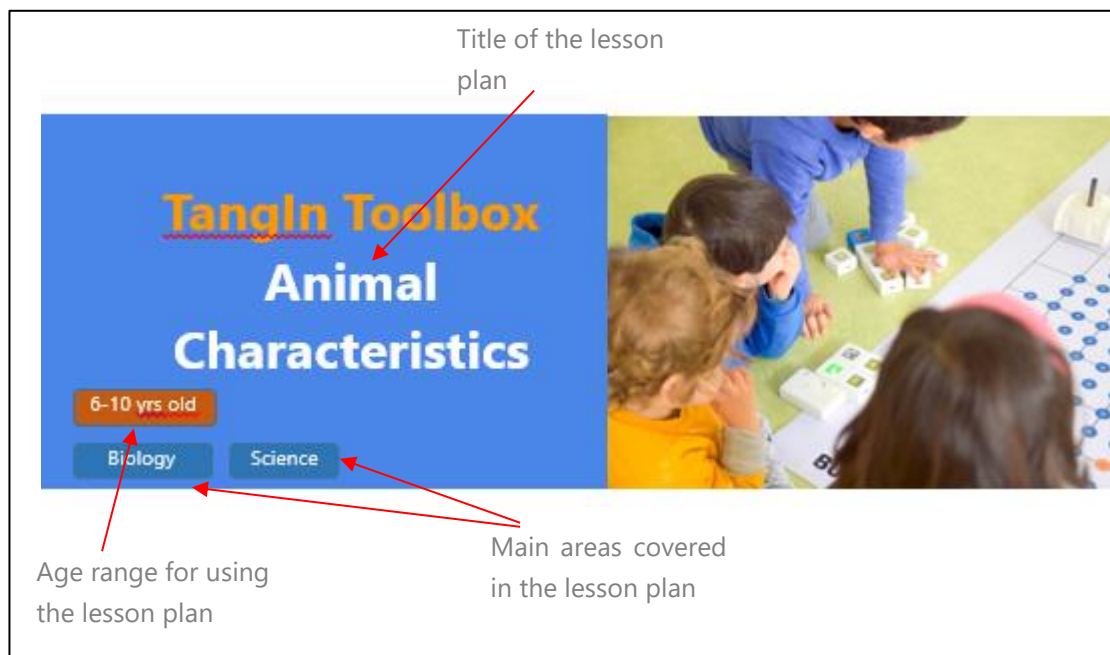 Title of the lesson
plan
TangIn Toolbox
Animal
Characteristics
6-10 yrs old
Biology
Science
Age range for using
the lesson plan
Main areas covered
in the lesson plan